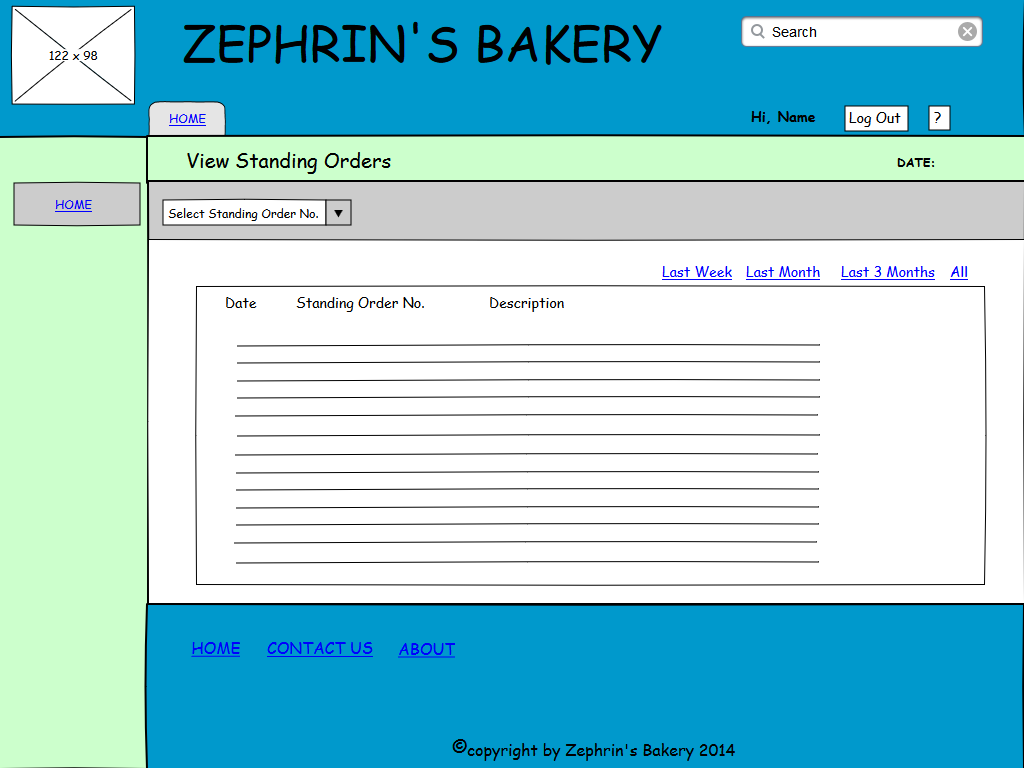 122 x 98
ZEPHRIN'S BAKERY
Search
HOME
Hi, Name
Log Out
?
View Standing Orders
DATE:
HOME
Select Standing Order No.
Last Week Last Month Last 3 Months All
Date Standing Order No. Description
HOME CONTACT US ABOUT
©copyright by Zephrin's Bakery 2014